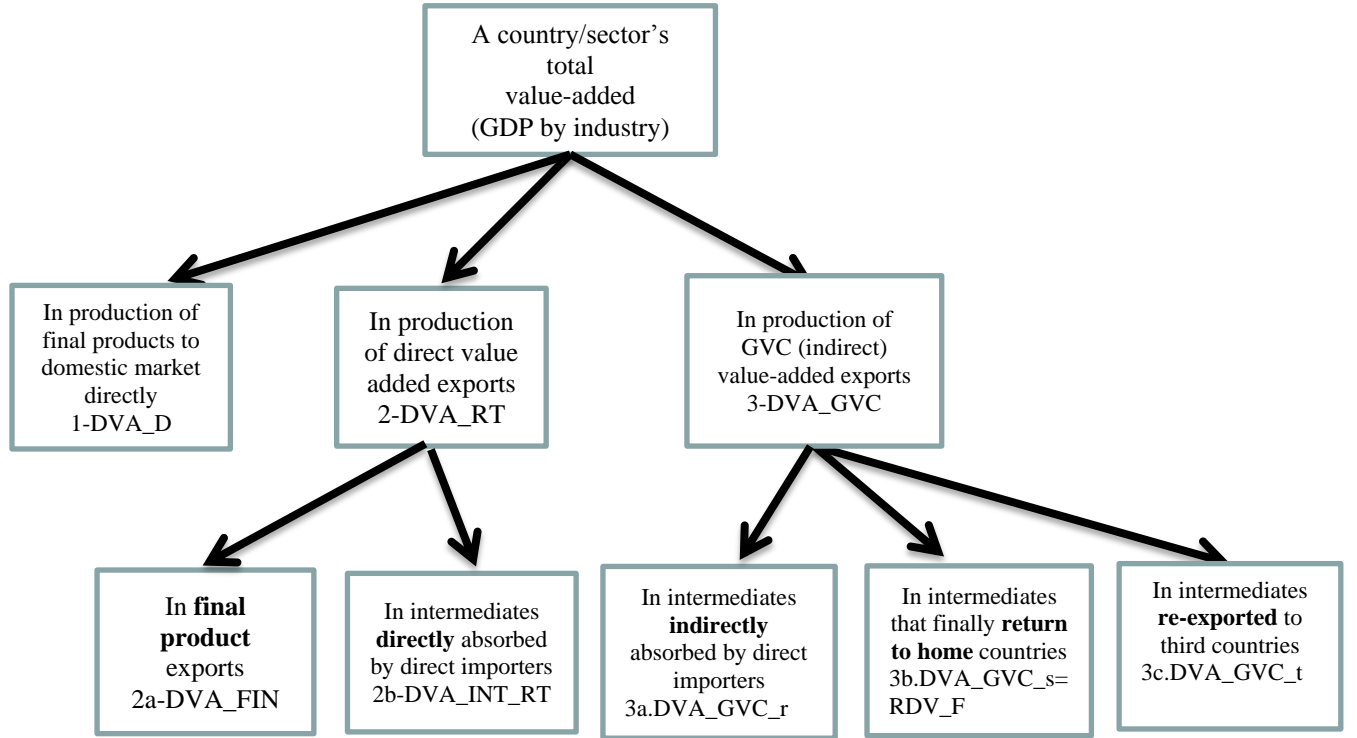 A country/sector's
total
value-added
(GDP by industry)
In production of
final products to
domestic market
directly
1-DVA_D
In production
of direct value
added exports
2-DVA_RT
In production of
GVC (indirect)
value-added exports
3-DVA_GVC
In final
product
exports
2a-DVA_FIN
In intermediates
directly absorbed
by direct importers
2b-DVA_INT_RT
In intermediates
indirectly
absorbed by direct
importers
3a.DVA_GVC_r
In intermediates
that finally return
to home countries
3b.DVA_GVC_s=
RDV_F
In intermediates
re-exported to
third countries
3c.DVA_GVC_t